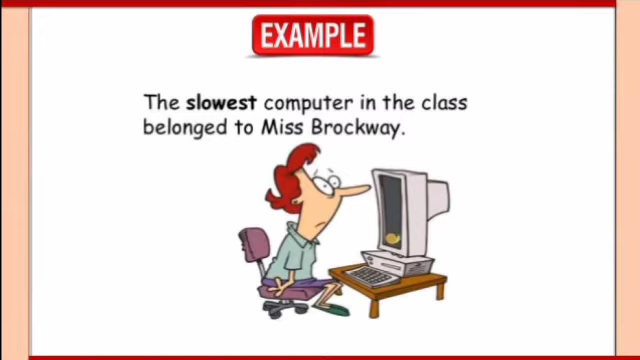 EXAMPLE
The slowest computer in the class
belonged to Miss Brockway.